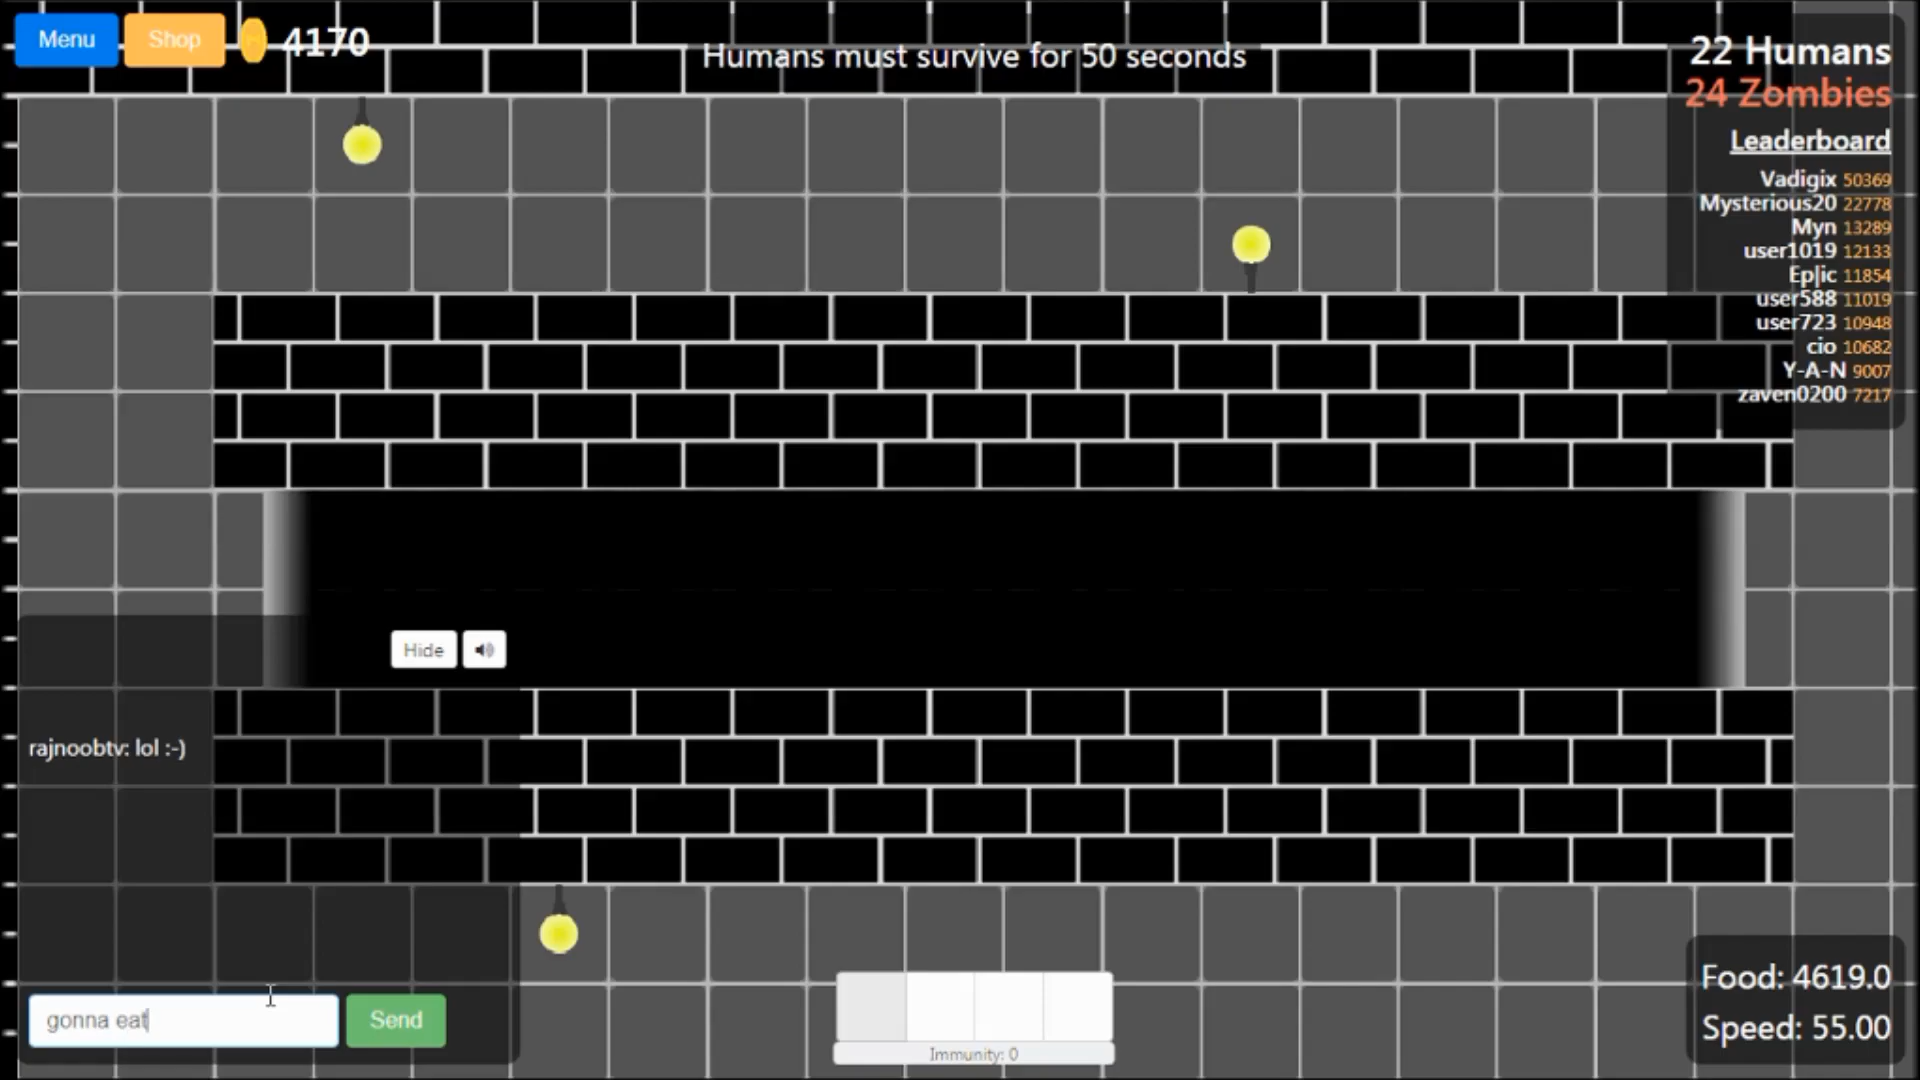 Menu
Shop
4170
Humans must survive for 50 seconds
22 Humans
24 Zombies
Leaderboard
Vadigix 50369
Mysterious20 22778
Myn 13289
user1019 12133
Ep|ic 11854
user588 11019
user723 10948
cio 10682
Y-A-N 9007
zaven0200 7217
Hide
rajnoobtv: lol :-)
gonna eat
Send
Immunity: 0
Food: 4619.0
Speed: 55.00